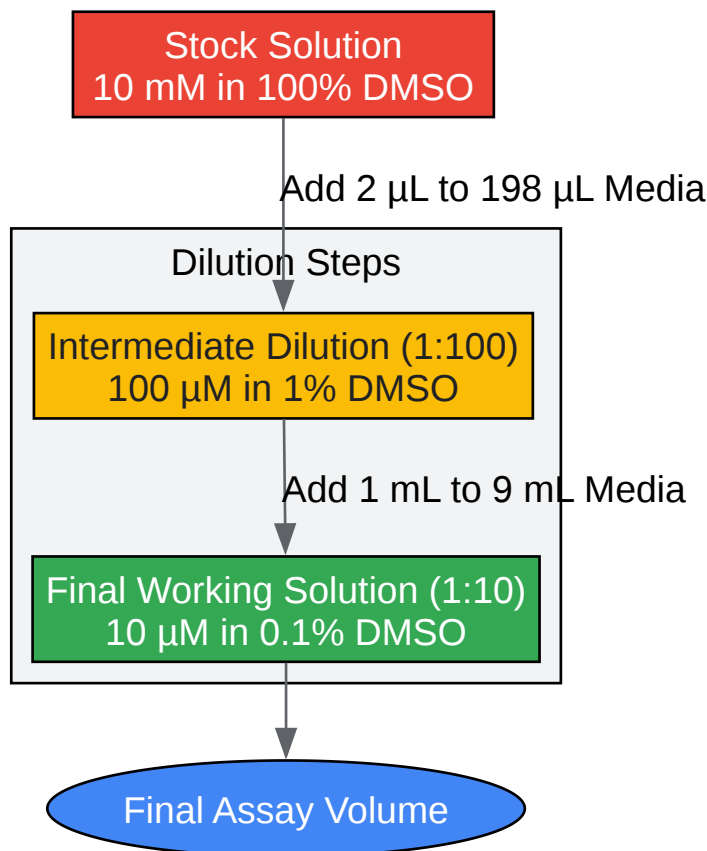 Stock Solution
10 mM in 100% DMSO
Add 2 µL to 198 µL Media
Dilution Steps
Intermediate Dilution (1:100)
100 µM in 1% DMSO
Add 1 mL to 9 mL Media
Final Working Solution (1:10)
10 µM in 0.1% DMSO
Final Assay Volume